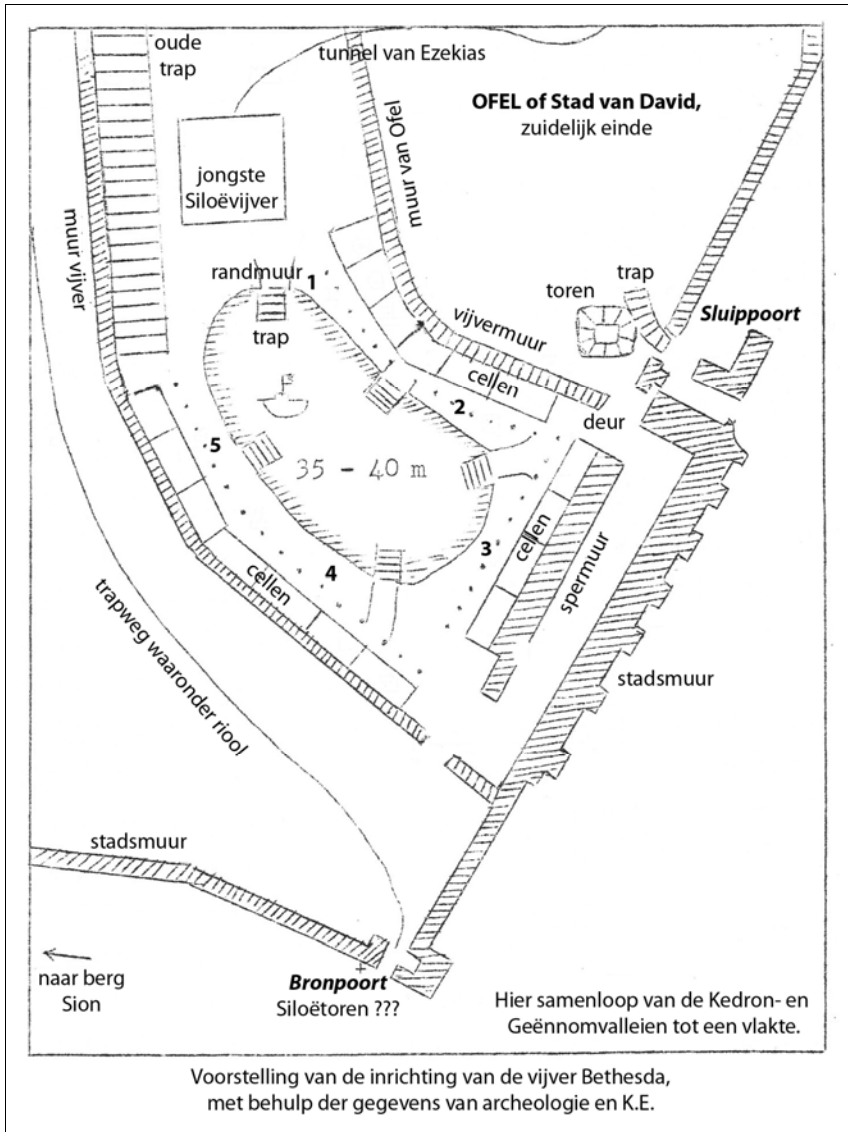 oude
trap
tunnel van Ezekias
OFEL of Stad van David,
zuidelijk einde
muur van Ofel
jongste
Siloëvijver
muur vijver
randmuur
1
trap
toren
trap
Sluippoort
vijvermuur
cellen
2
deur
5
35 - 40 m
3
cellen
spermuur
4
cellen
trapweg waaronder riool
stadsmuur
stadsmuur
naar berg
Sion
Bronpoort
Siloëtoren ???
Hier samenloop van de Kedron- en
Geënnomvalleien tot een vlakte.
Voorstelling van de inrichting van de vijver Bethesda,
met behulp der gegevens van archeologie en K.E.